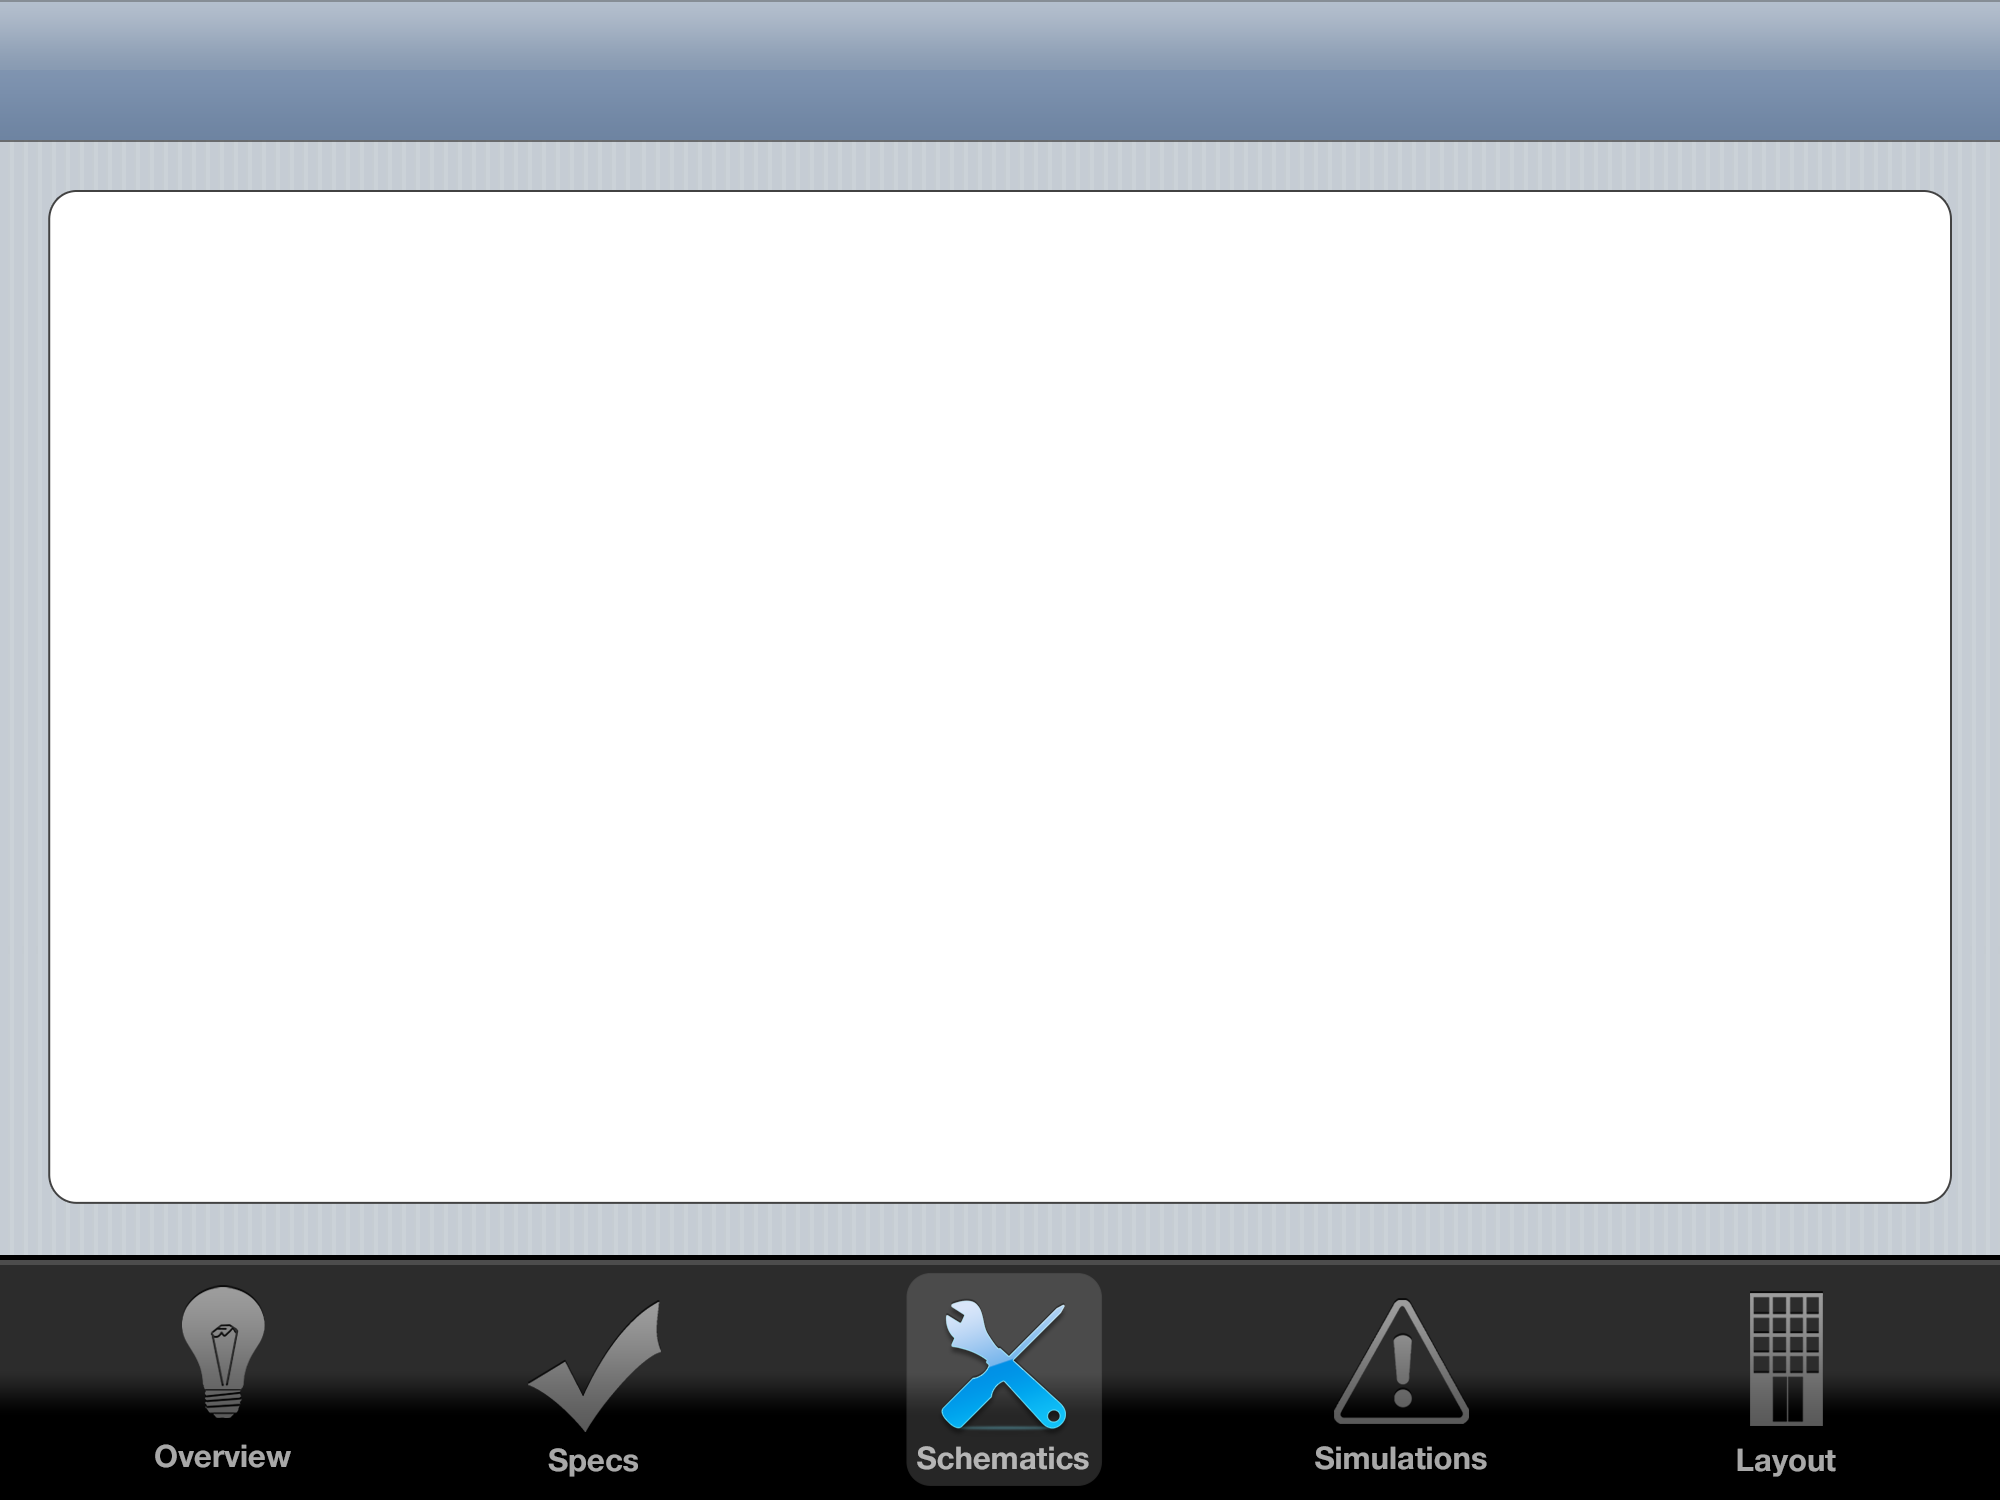 Overview
Specs
Schematics
Simulations
Layout